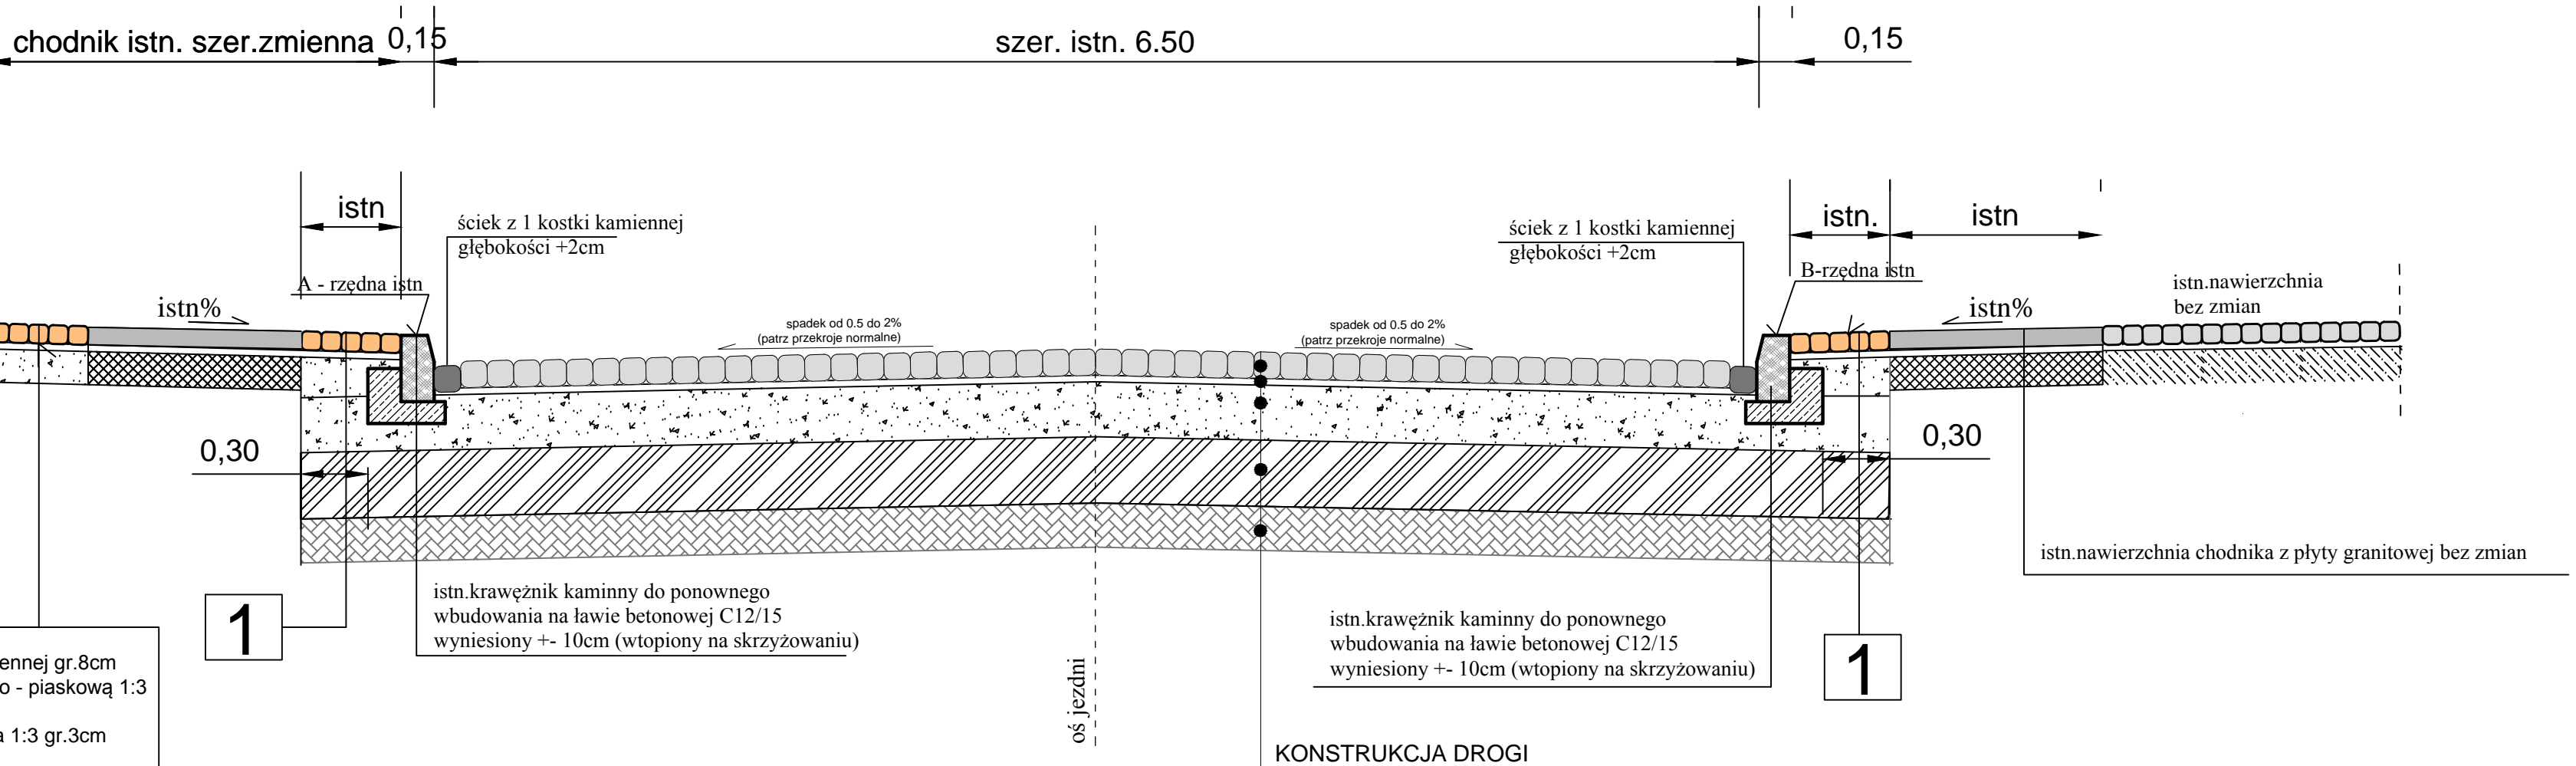 chodnik istn. szer.zmienna
0,15
szer. istn. 6.50
0,15
istn
ściek z 1 kostki kamiennej
głębokości +2cm
ściek z 1 kostki kamiennej
głębokości +2cm
istn.
istn
A - rzędna istn
B-rzędna istn
istn%
spadek od 0.5 do 2%
(patrz przekroje normalne)
spadek od 0.5 do 2%
(patrz przekroje normalne)
istn%
istn.nawierzchnia
bez zmian
0,30
0,30
istn.nawierzchnia chodnika z płyty granitowej bez zmian
1
istn.krawężnik kaminny do ponownego
wbudowania na ławie betonowej C12/15
wyniesiony +- 10cm (wtopiony na skrzyżowaniu)
istn.krawężnik kaminny do ponownego
wbudowania na ławie betonowej C12/15
wyniesiony +- 10cm (wtopiony na skrzyżowaniu)
1
ennej gr.8cm
o - piaskową 1:3
a 1:3 gr.3cm
oś jezdni
KONSTRUKCJA DROGI